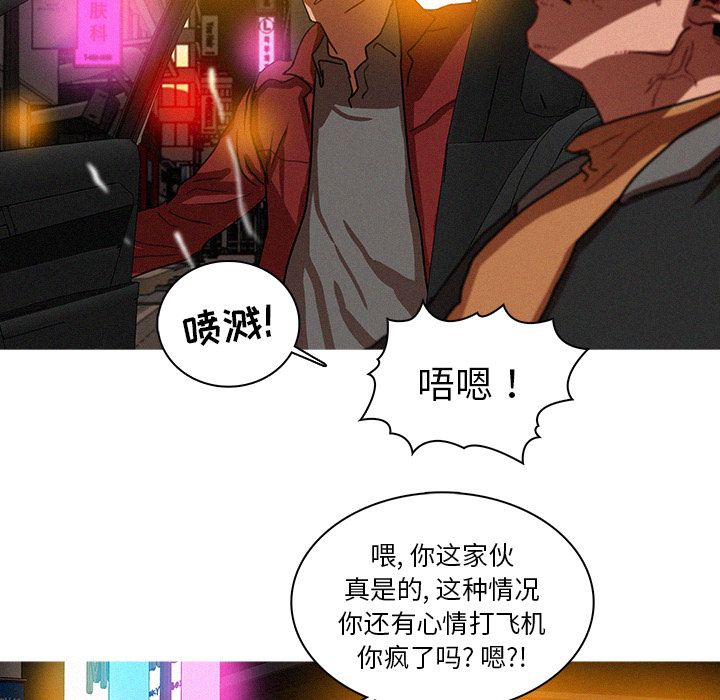 肤
科
喷溅!
唔嗯！
喂, 你这家伙
真是的, 这种情况
你还有心情打飞机
你疯了吗? 嗯?!